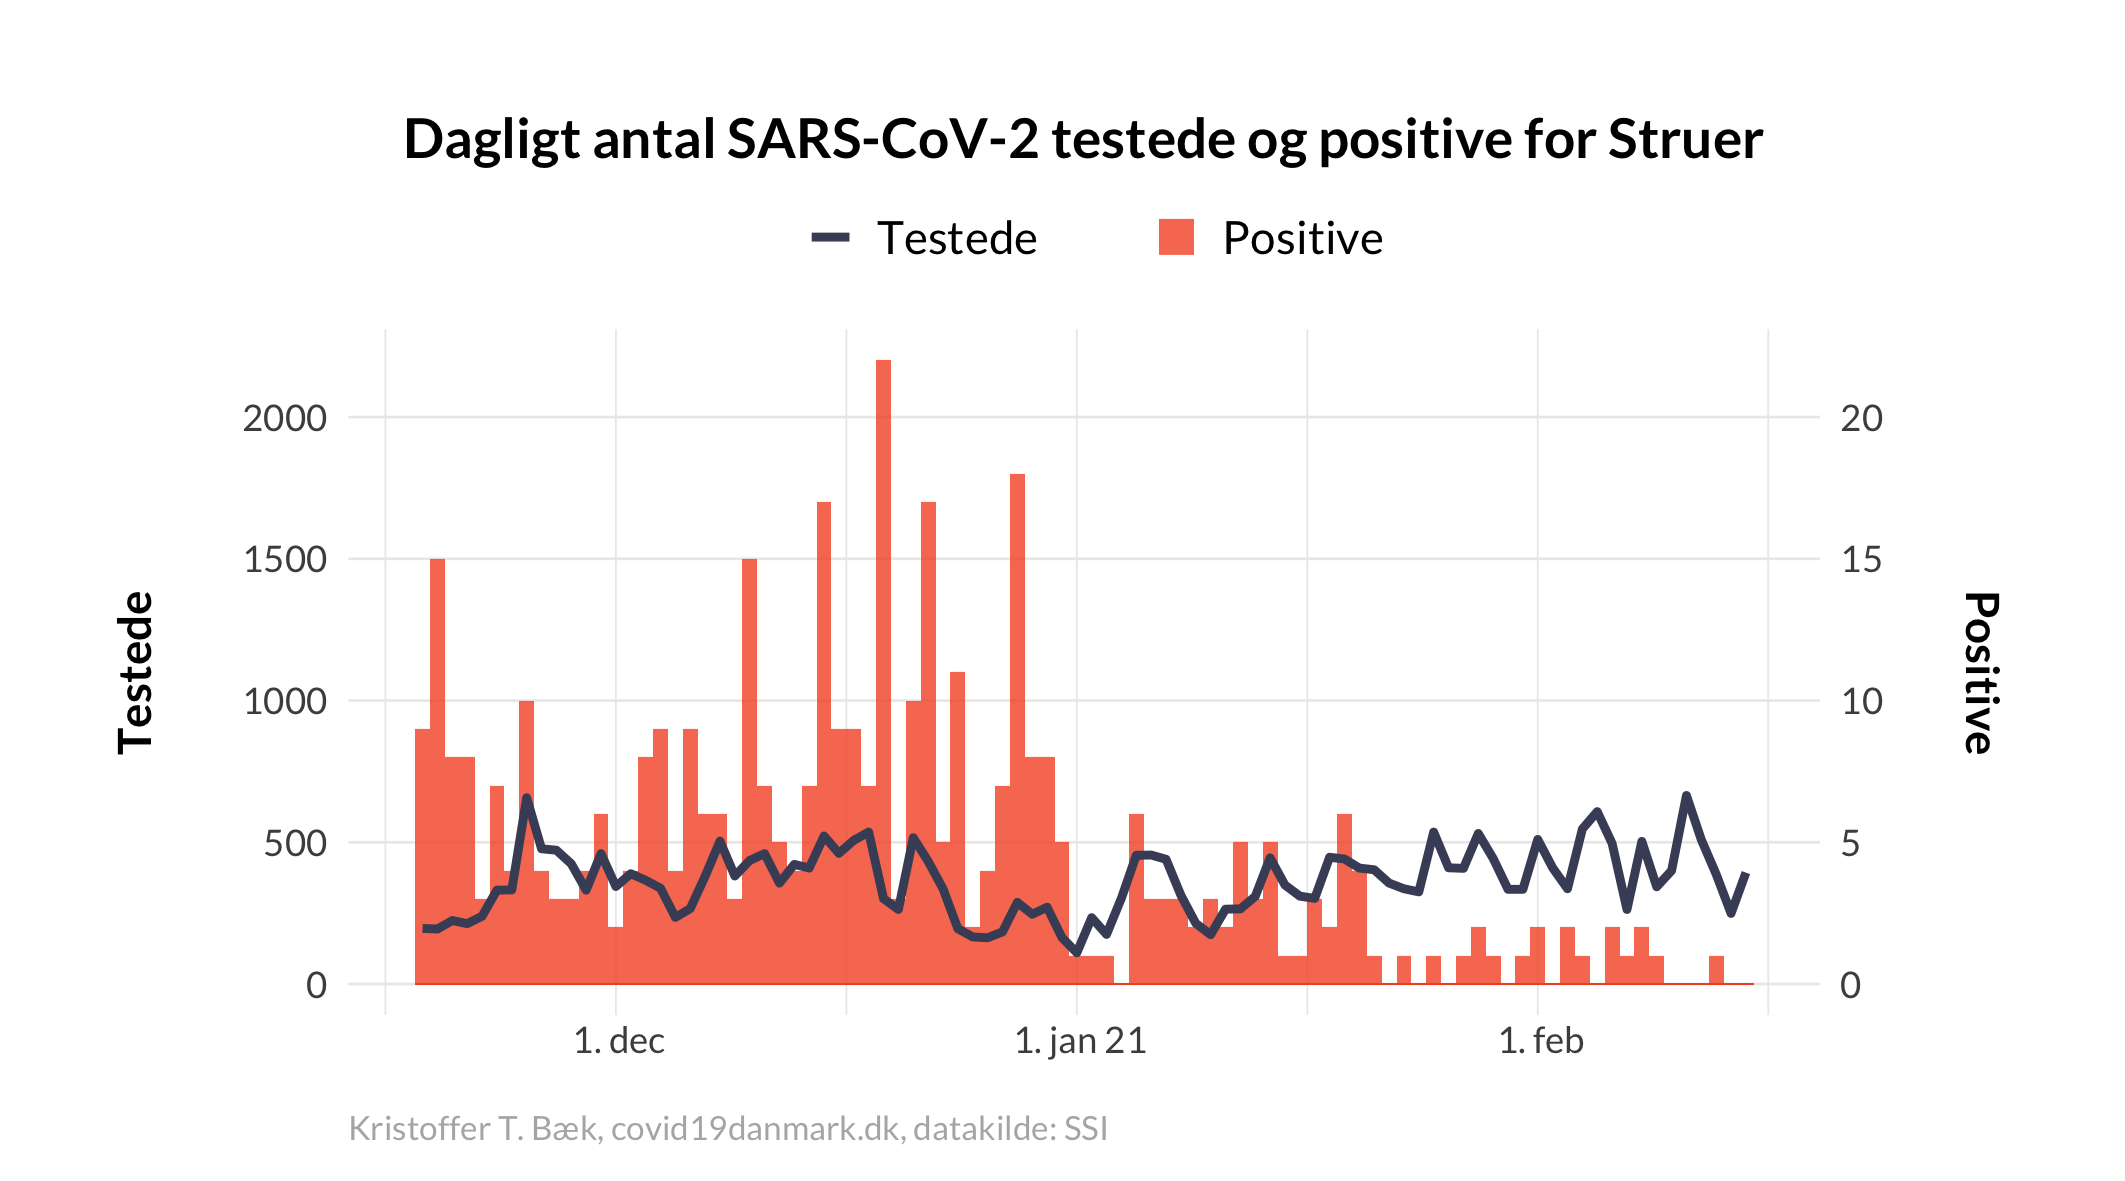 Dagligt antal SARS-CoV-2 testede og positive for Struer
Testede
Positive
2000
1500
1000
500
0
20
15
10
5
0
Testede
Positive
1. dec
1. jan 21
1. feb
Kristoffer T. Bæk, covid19danmark.dk, datakilde: SSI